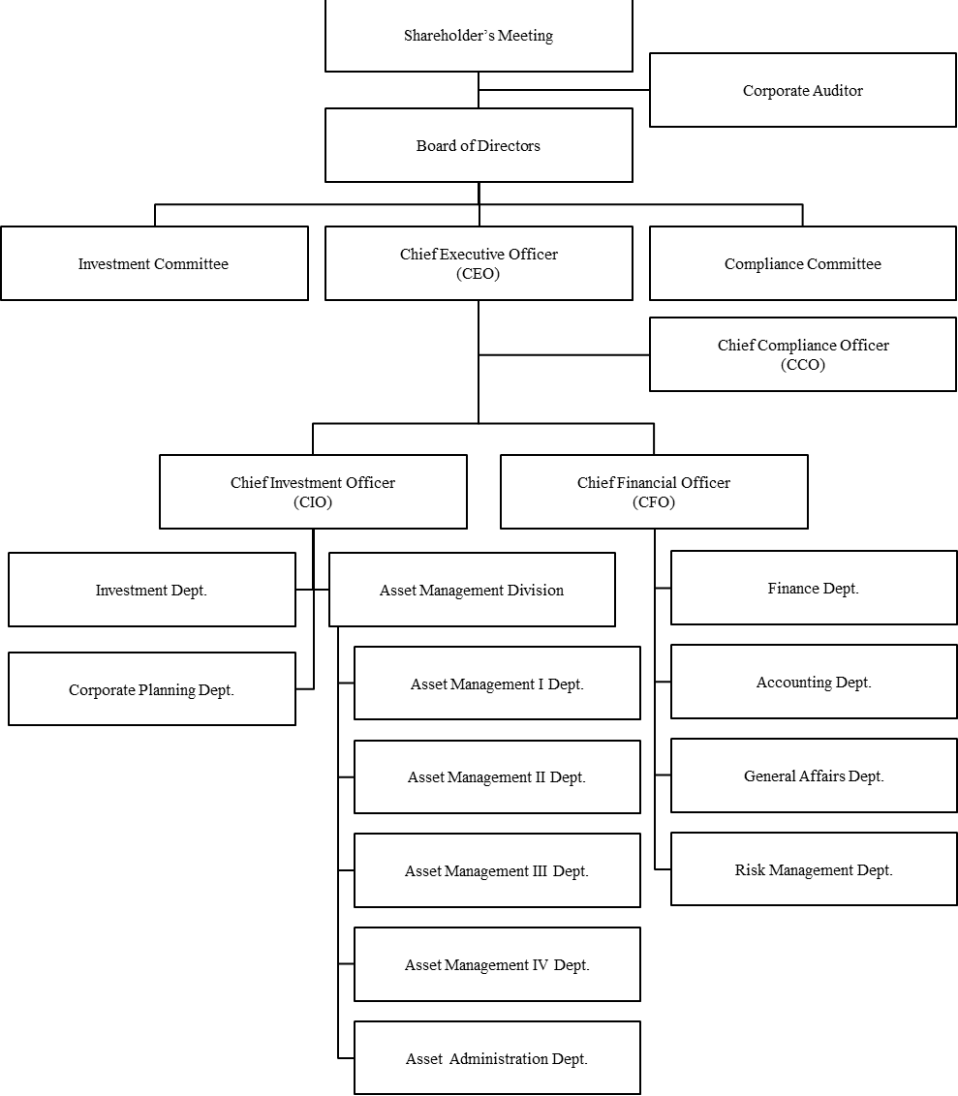 Shareholder’s Meeting
Corporate Auditor
Board of Directors
Investment Committee
Chief Executive Officer
(CEO)
Compliance Committee
Chief Compliance Officer
(CCO)
Chief Investment Officer
(CIO)
Chief Financial Officer
(CFO)
Investment Dept.
Asset Management Division
Finance Dept.
Corporate Planning Dept.
Asset Management I Dept.
Accounting Dept.
Asset Management II Dept.
General Affairs Dept.
Asset Management III Dept.
Risk Management Dept.
Asset Management IV Dept.
Asset Administration Dept.